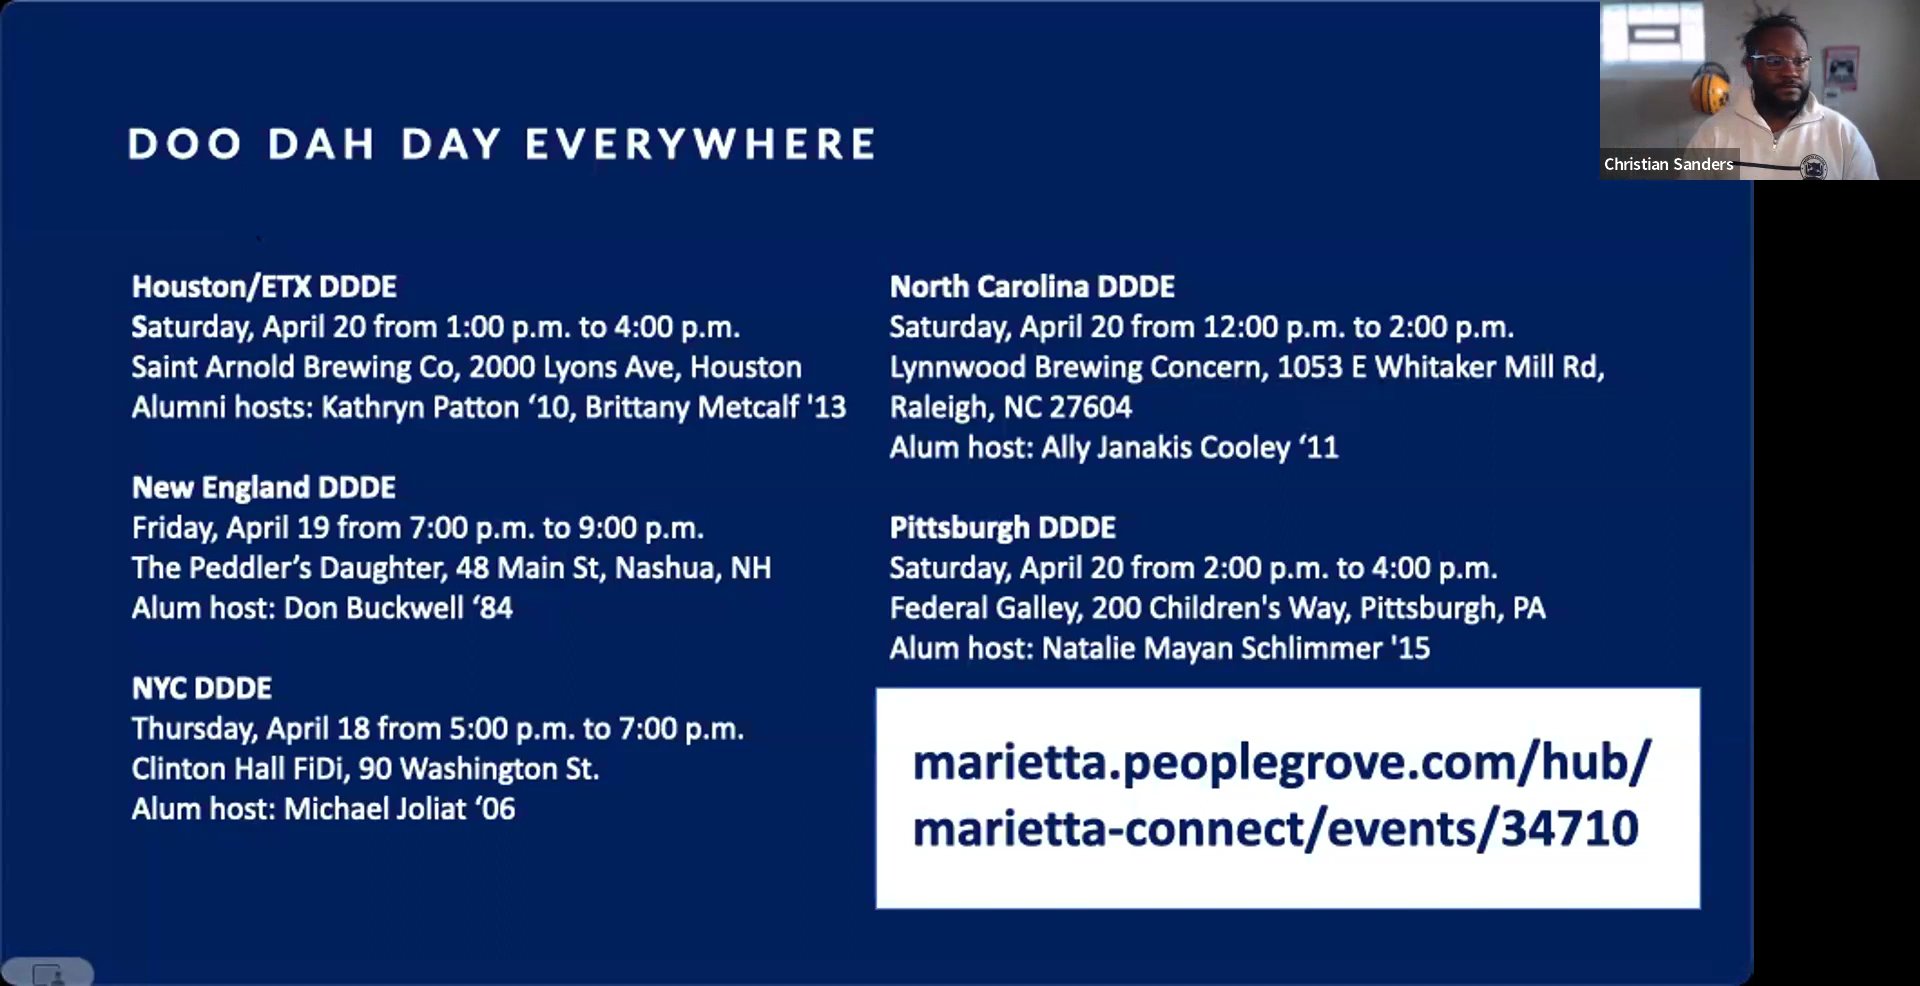 DOO DAH DAY EVERYWHERE
Christian Sanders
Houston/ETX DDDE
Saturday, April 20 from 1:00 p.m. to 4:00 p.m.
Saint Arnold Brewing Co, 2000 Lyons Ave, Houston
Alumni hosts: Kathryn Patton ‘10, Brittany Metcalf '13
New England DDDE
Friday, April 19 from 7:00 p.m. to 9:00 p.m.
The Peddler’s Daughter, 48 Main St, Nashua, NH
Alum host: Don Buckwell ‘84
NYC DDDE
Thursday, April 18 from 5:00 p.m. to 7:00 p.m.
Clinton Hall FiDi, 90 Washington St.
Alum host: Michael Joliat ‘06
North Carolina DDDE
Saturday, April 20 from 12:00 p.m. to 2:00 p.m.
Lynnwood Brewing Concern, 1053 E Whitaker Mill Rd,
Raleigh, NC 27604
Alum host: Ally Janakis Cooley ‘11
Pittsburgh DDDE
Saturday, April 20 from 2:00 p.m. to 4:00 p.m.
Federal Galley, 200 Children's Way, Pittsburgh, PA
Alum host: Natalie Mayan Schlimmer '15
marietta.peoplegrove.com/hub/
marietta-connect/events/34710